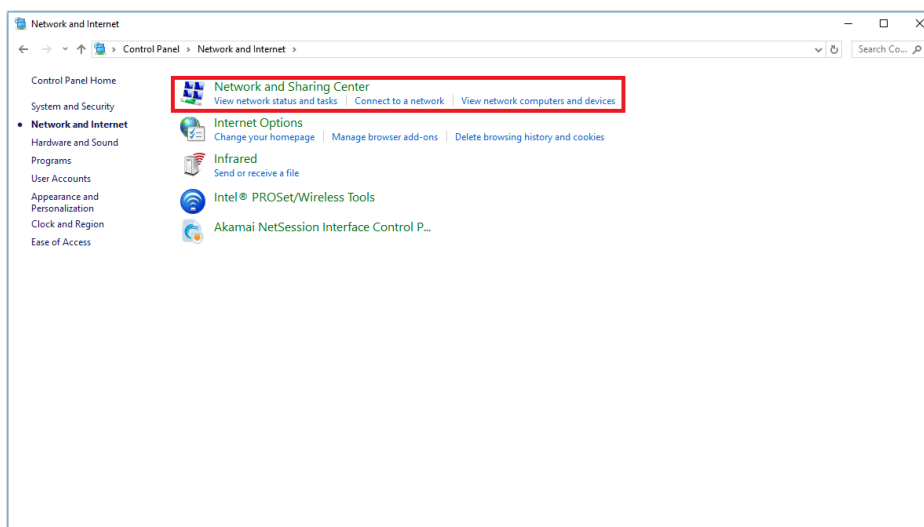 Network and Internet
Control Panel > Network and Internet >
Search Co...
Control Panel Home
System and Security
Network and Internet
Hardware and Sound
Programs
User Accounts
Appearance and
Personalization
Clock and Region
Ease of Access
Network and Sharing Center
View network status and tasks | Connect to a network | View network computers and devices
Internet Options
Change your homepage | Manage browser add-ons | Delete browsing history and cookies
Infrared
Send or receive a file
Intel® PROSet/Wireless Tools
Akamai NetSession Interface Control P...